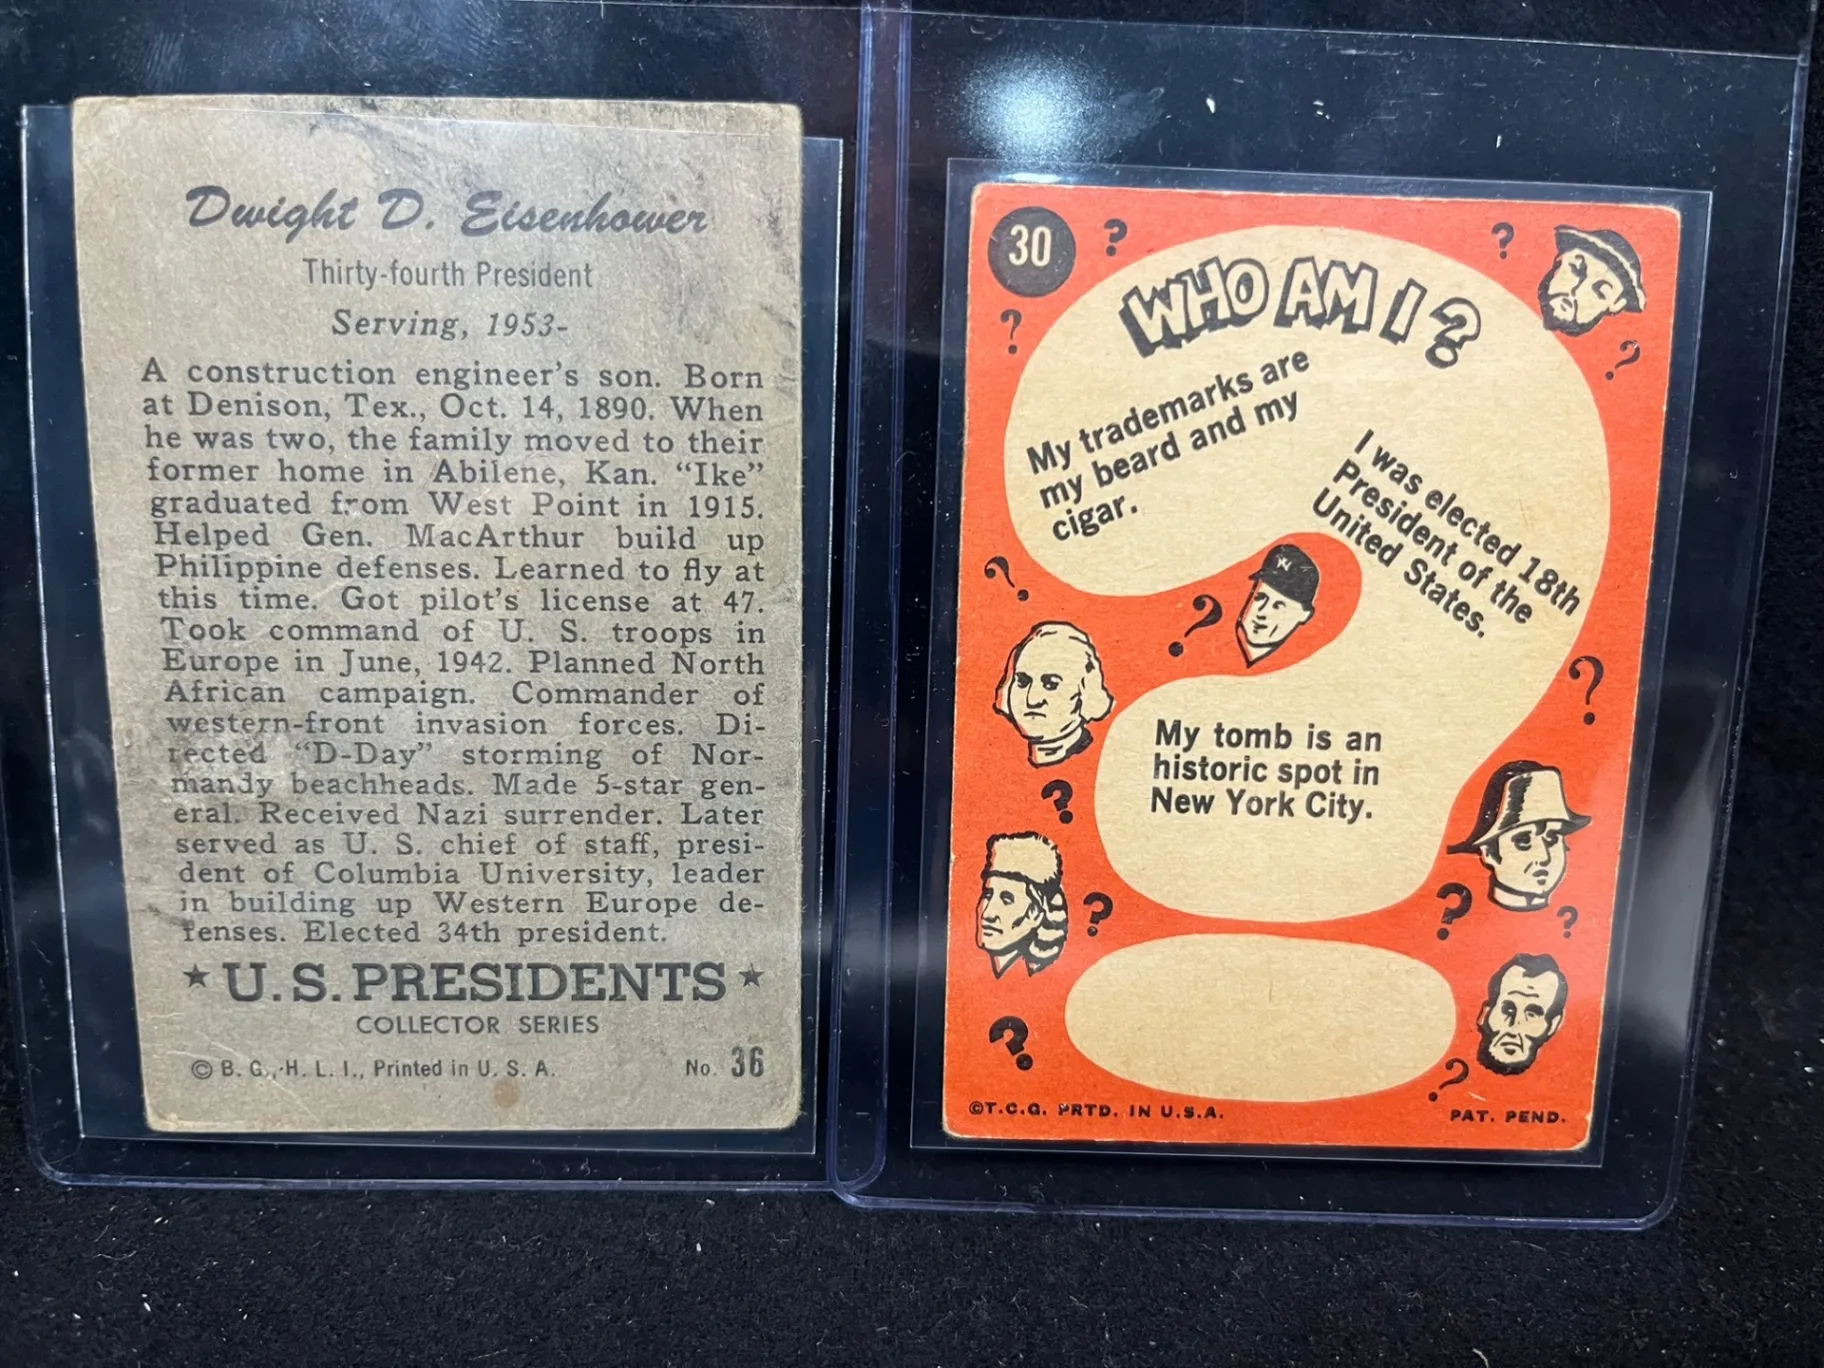 Dwight D. Eisenhower
Thirty-fourth President
Serving, 1953-
A construction engineer's son. Born
at Denison, Tex., Oct. 14, 1890. When
he was two, the family moved to their
former home in Abilene, Kan. "Ike"
graduated from West Point in 1915.
Helped Gen. MacArthur build up
Philippine defenses. Learned to fly at
this time. Got pilot's license at 47.
Took command of U. S. troops in
Europe in June, 1942. Planned North
African campaign. Commander of
western-front invasion forces. Di-
rected "D-Day" storming of Nor-
mandy beachheads. Made 5-star gen-
eral. Received Nazi surrender. Later
served as U. S. chief of staff, presi-
dent of Columbia University, leader
in building up Western Europe de-
fenses. Elected 34th president.
★ U.S. PRESIDENTS ★
COLLECTOR SERIES
© B. G., H. L. I., Printed in U. S. A. No. 36
30
WHO AM I?
My trademarks are
my beard and my
cigar.
I was elected 18th
President of the
United States.
NY
My tomb is an
historic spot in
New York City.
©T.C.G. PRTD. IN U.S.A. PAT. PEND.